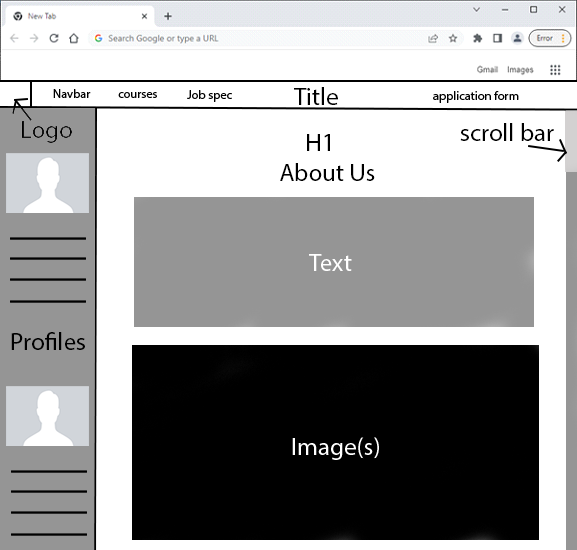 New Tab
Search Google or type a URL
Error
Gmail Images
Navbar courses Job spec Title application form
Logo
scroll bar
H1
About Us
Text
Profiles
Image(s)